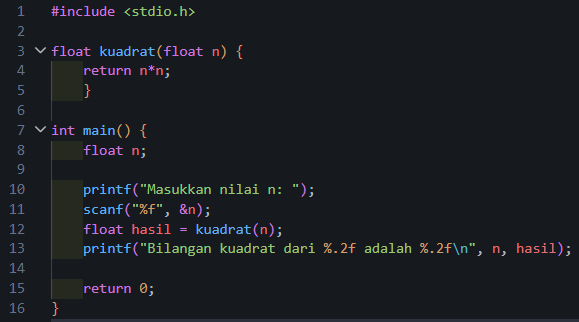 1 #include <stdio.h>
2
3 float kuadrat(float n) {
4     return n*n;
5     }
6
7 int main() {
8     float n;
9
10     printf("Masukkan nilai n: ");
11     scanf("%f", &n);
12     float hasil = kuadrat(n);
13     printf("Bilangan kuadrat dari %.2f adalah %.2f\n", n, hasil);
14
15     return 0;
16 }